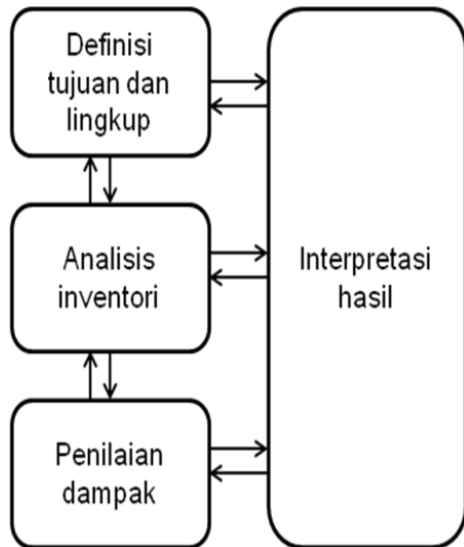 Definisi
tujuan dan
lingkup
Analisis
inventori
Penilaian
dampak
Interpretasi
hasil